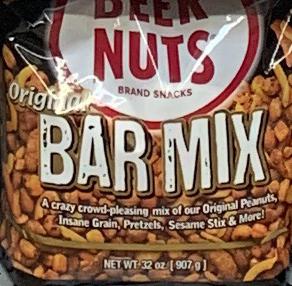 BEER
NUTS
BRAND SNACKS
Original
BAR MIX
A crazy crowd-pleasing mix of our Original Peanuts,
Insane Grain, Pretzels, Sesame Stix & More!
NET WT 32 oz. [907 g]